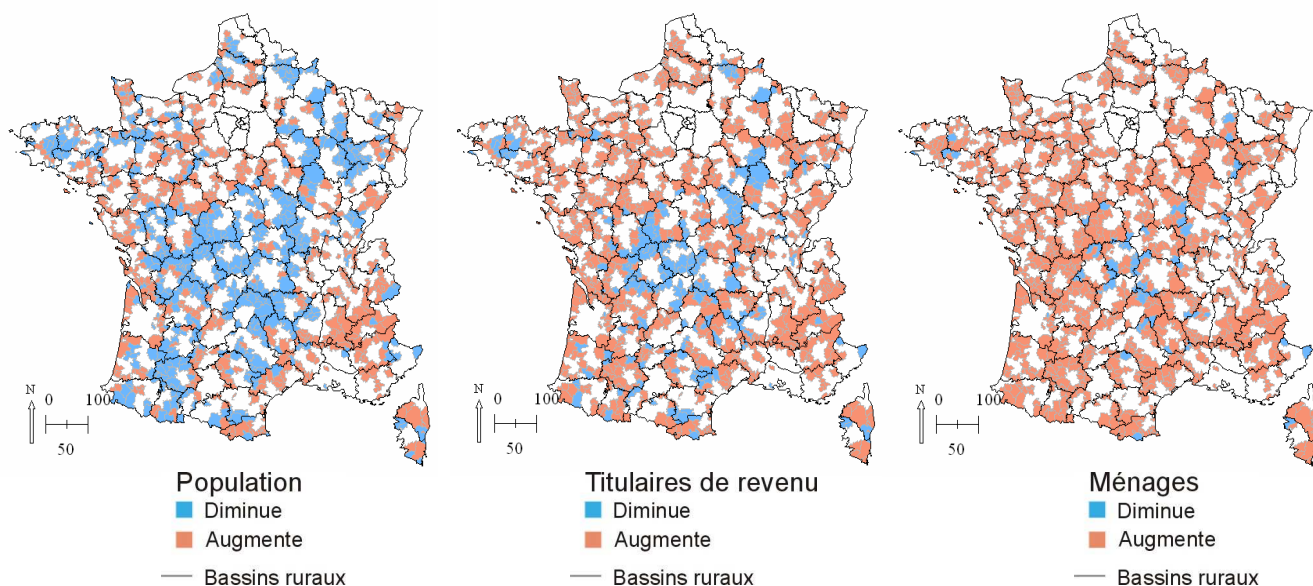 N
0 100
50
Population
Diminue
Augmente
Bassins ruraux
N
0 100
50
Titulaires de revenu
Diminue
Augmente
Bassins ruraux
N
0 100
50
Ménages
Diminue
Augmente
Bassins ruraux